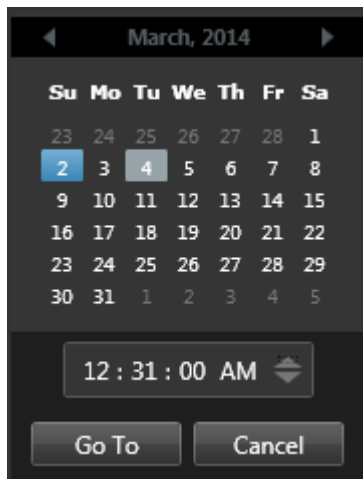 March, 2014
Su Mo Tu We Th Fr Sa
23 24 25 26 27 28 1
2 3 4 5 6 7 8
9 10 11 12 13 14 15
16 17 18 19 20 21 22
23 24 25 26 27 28 29
30 31 1 2 3 4 5
12 : 31 : 00 AM
Go To Cancel